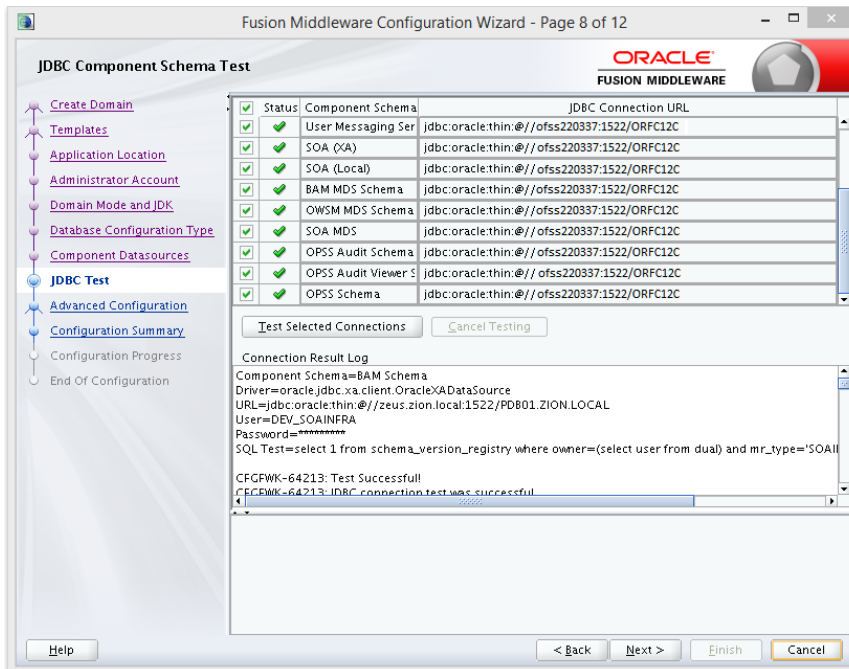 Fusion Middleware Configuration Wizard - Page 8 of 12
JDBC Component Schema Test
ORACLE
FUSION MIDDLEWARE
Create Domain
Templates
Application Location
Administrator Account
Domain Mode and JDK
Database Configuration Type
Component Datasources
JDBC Test
Advanced Configuration
Configuration Summary
Configuration Progress
End Of Configuration
Status Component Schema JDBC Connection URL
User Messaging Ser jdbc:oracle:thin:@//ofss220337:1522/ORFC12C
SOA (XA) jdbc:oracle:thin:@//ofss220337:1522/ORFC12C
SOA (Local) jdbc:oracle:thin:@//ofss220337:1522/ORFC12C
BAM MDS Schema jdbc:oracle:thin:@//ofss220337:1522/ORFC12C
OWSM MDS Schema jdbc:oracle:thin:@//ofss220337:1522/ORFC12C
SOA MDS jdbc:oracle:thin:@//ofss220337:1522/ORFC12C
OPSS Audit Schema jdbc:oracle:thin:@//ofss220337:1522/ORFC12C
OPSS Audit Viewer S jdbc:oracle:thin:@//ofss220337:1522/ORFC12C
OPSS Schema jdbc:oracle:thin:@//ofss220337:1522/ORFC12C
Test Selected Connections Cancel Testing
Connection Result Log
Component Schema=BAM Schema
Driver=oracle.jdbc.xa.client.OracleXADataSource
URL=jdbc:oracle:thin:@//zeus.zion.local:1522/PDB01.ZION.LOCAL
User=DEV_SOAINFRA
Password=*********
SQL Test=select 1 from schema_version_registry where owner=(select user from dual) and mr_type='SOAI
CFGFWK-64213: Test Successful!
CFGFWK-64213: JDBC connection test was successful
Help < Back Next > Finish Cancel